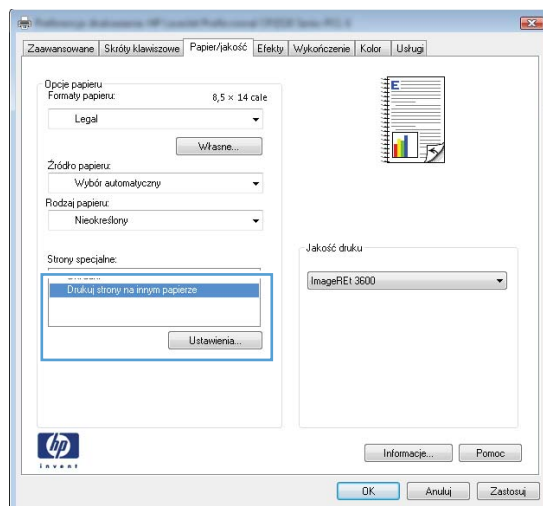 Zaawansowane Skróty klawiszowe Papier/jakość Efekty Wykończenie Kolor Usługi
Opcje papieru
Formaty papieru: 8,5 × 14 cale
Legal
Własne...
Źródło papieru:
Wybór automatyczny
Rodzaj papieru:
Nieokreślony
Strony specjalne:
Drukuj strony na innym papierze
Ustawienia...
E
Jakość druku
ImageREt 3600
hp
invent
Informacje... Pomoc
OK Anuluj Zastosuj